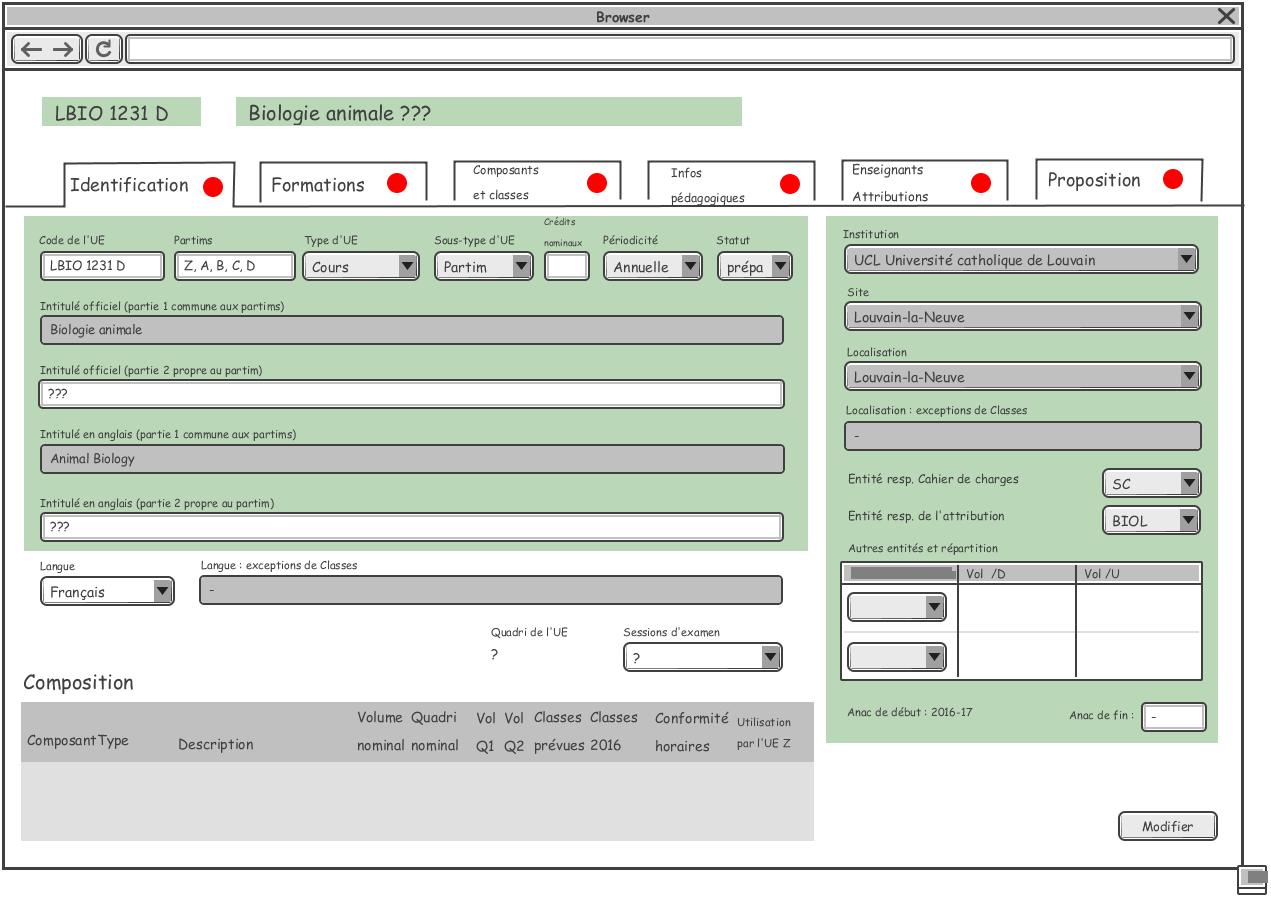 Browser
LBIO 1231 D
Biologie animale ???
Identification
Formations
Composants
et classes
Infos
pédagogiques
Enseignants
Attributions
Proposition
Code de l'UE
Partims
Type d'UE
Sous-type d'UE
Crédits
nominaux
Périodicité
Statut
LBIO 1231 D
Z, A, B, C, D
Cours
Partim
Annuelle
prépa
Intitulé officiel (partie 1 commune aux partims)
Biologie animale
Intitulé officiel (partie 2 propre au partim)
???
Intitulé en anglais (partie 1 commune aux partims)
Animal Biology
Intitulé en anglais (partie 2 propre au partim)
???
Langue
Français
Langue : exceptions de Classes
-
Quadri de l'UE
?
Sessions d'examen
?
Institution
UCL Université catholique de Louvain
Site
Louvain-la-Neuve
Localisation
Louvain-la-Neuve
Localisation : exceptions de Classes
-
Entité resp. Cahier de charges
SC
Entité resp. de l'attribution
BIOL
Autres entités et répartition
Vol /D
Vol /U
Anac de début : 2016-17
Anac de fin :
-
Composition
ComposantType
Description
Volume
nominal
Quadri
nominal
Vol
Q1
Vol
Q2
Classes
prévues
Classes
2016
Conformité
horaires
Utilisation
par l'UE Z
Modifier